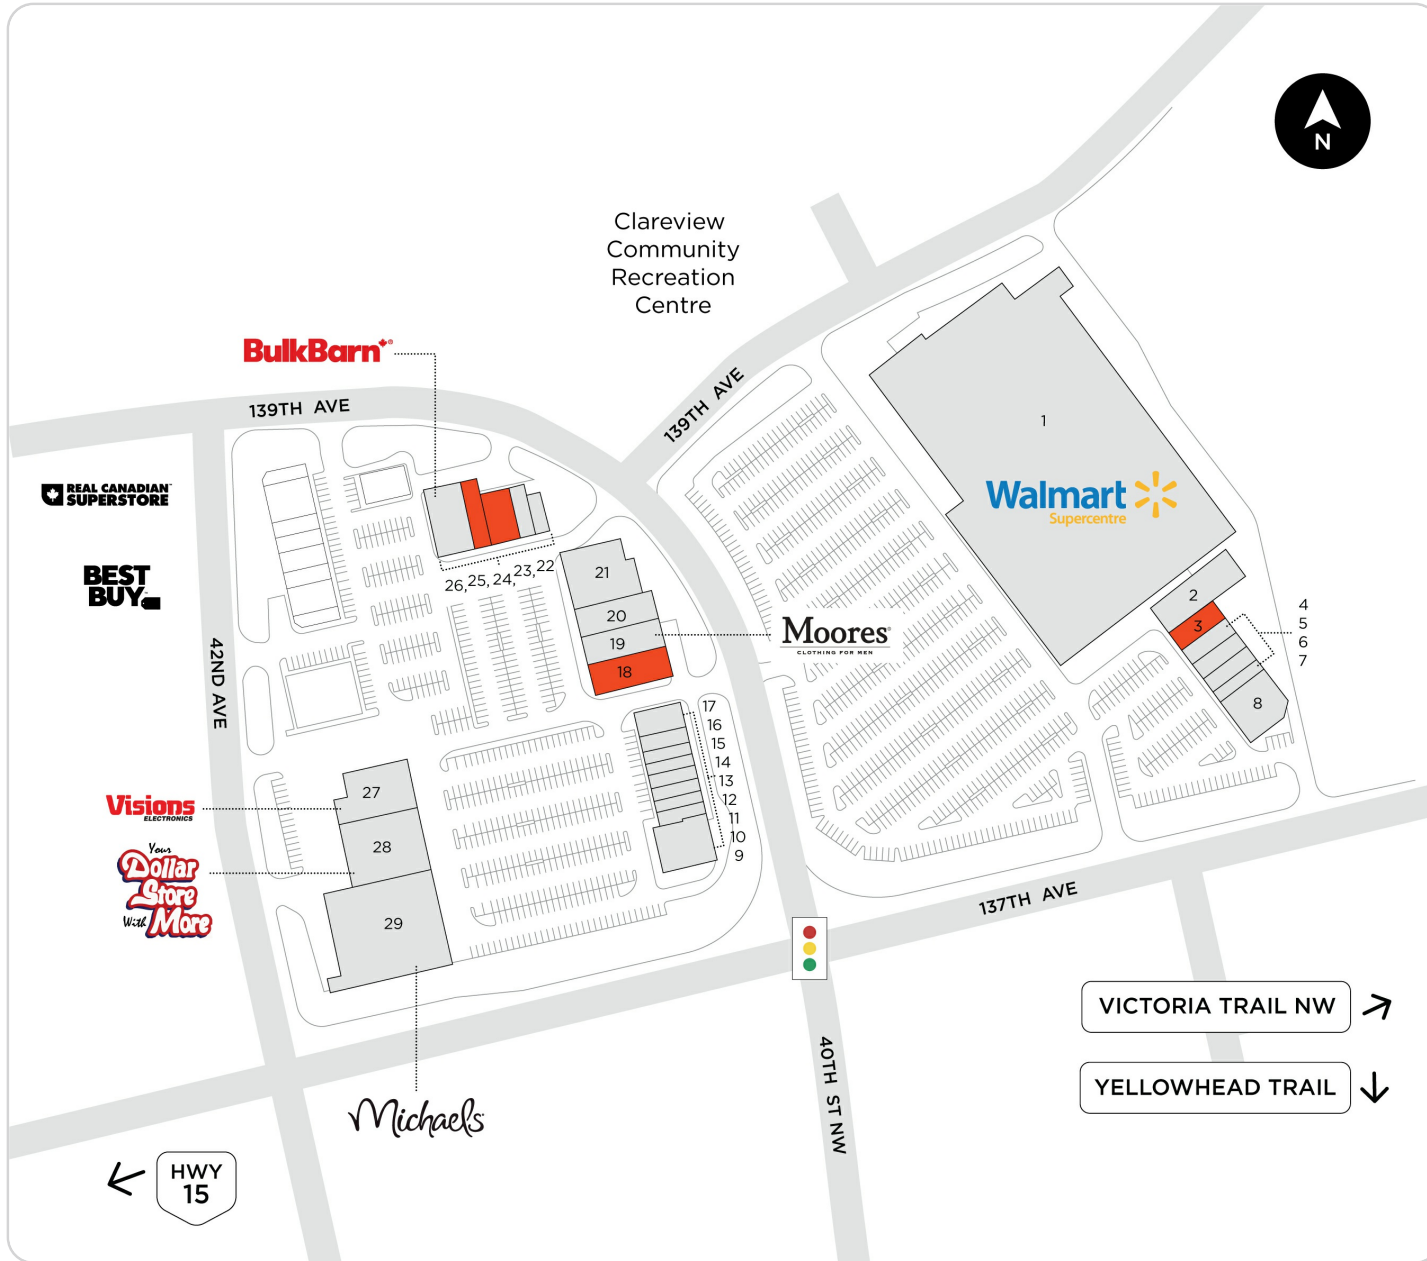 N
Clareview
Community
Recreation
Centre
BulkBarn
139TH AVE
139TH AVE
1
REAL CANADIAN
SUPERSTORE
Walmart
Supercentre
BEST
BUY
26, 25, 24, 23, 22
21
20
19
18
Moores
CLOTHING FOR MEN
2
3
4
5
6
7
8
42ND AVE
17
16
15
14
13
12
11
10
9
Visions
ELECTRONICS
27
28
29
Your
Dollar
Store
With More
137TH AVE
VICTORIA TRAIL NW
YELLOWHEAD TRAIL
40TH ST NW
Michaels
HWY
15